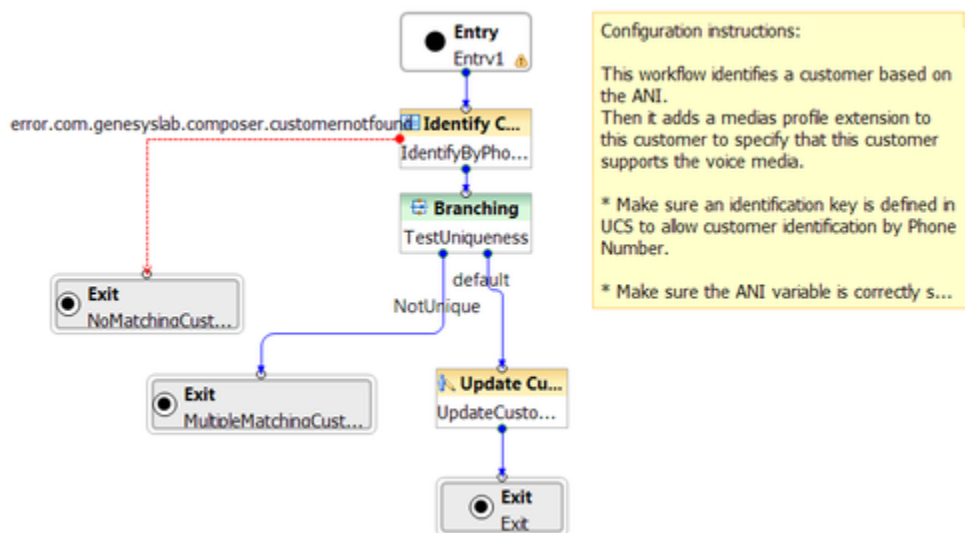 Entry
Entry1
error.com.genesyslab.composer.customernotfound
Identify C...
IdentifyByPho...
Branching
TestUniqueness
default
NotUnique
Exit
NoMatchingCust...
Exit
MultipleMatchingCust...
Update Cu...
UpdateCusto...
Exit
Exit
Configuration instructions:
This workflow identifies a customer based on
the ANI.
Then it adds a medias profile extension to
this customer to specify that this customer
supports the voice media.
* Make sure an identification key is defined in
UCS to allow customer identification by Phone
Number.
* Make sure the ANI variable is correctly s...